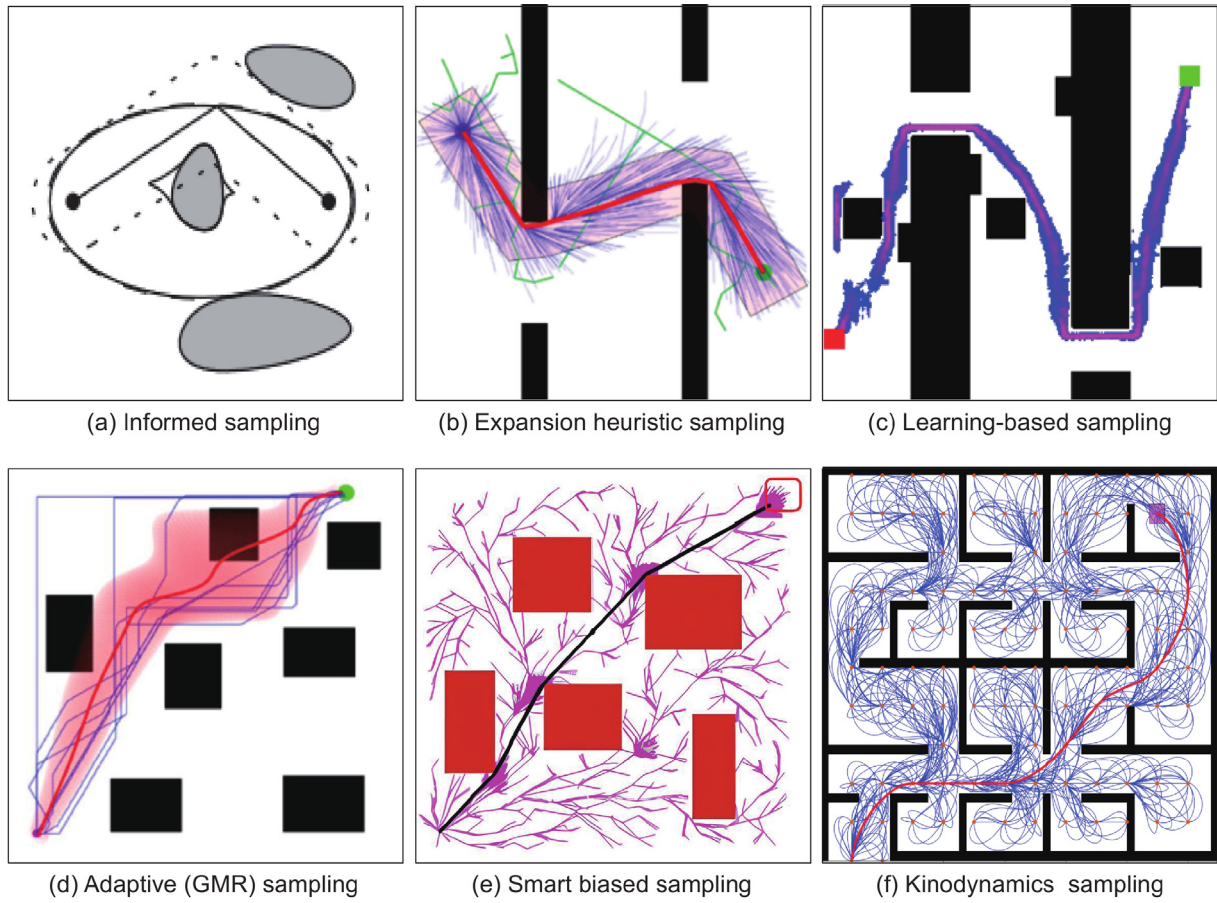 (a) Informed sampling
(b) Expansion heuristic sampling
(c) Learning-based sampling
(d) Adaptive (GMR) sampling
(e) Smart biased sampling
(f) Kinodynamics sampling